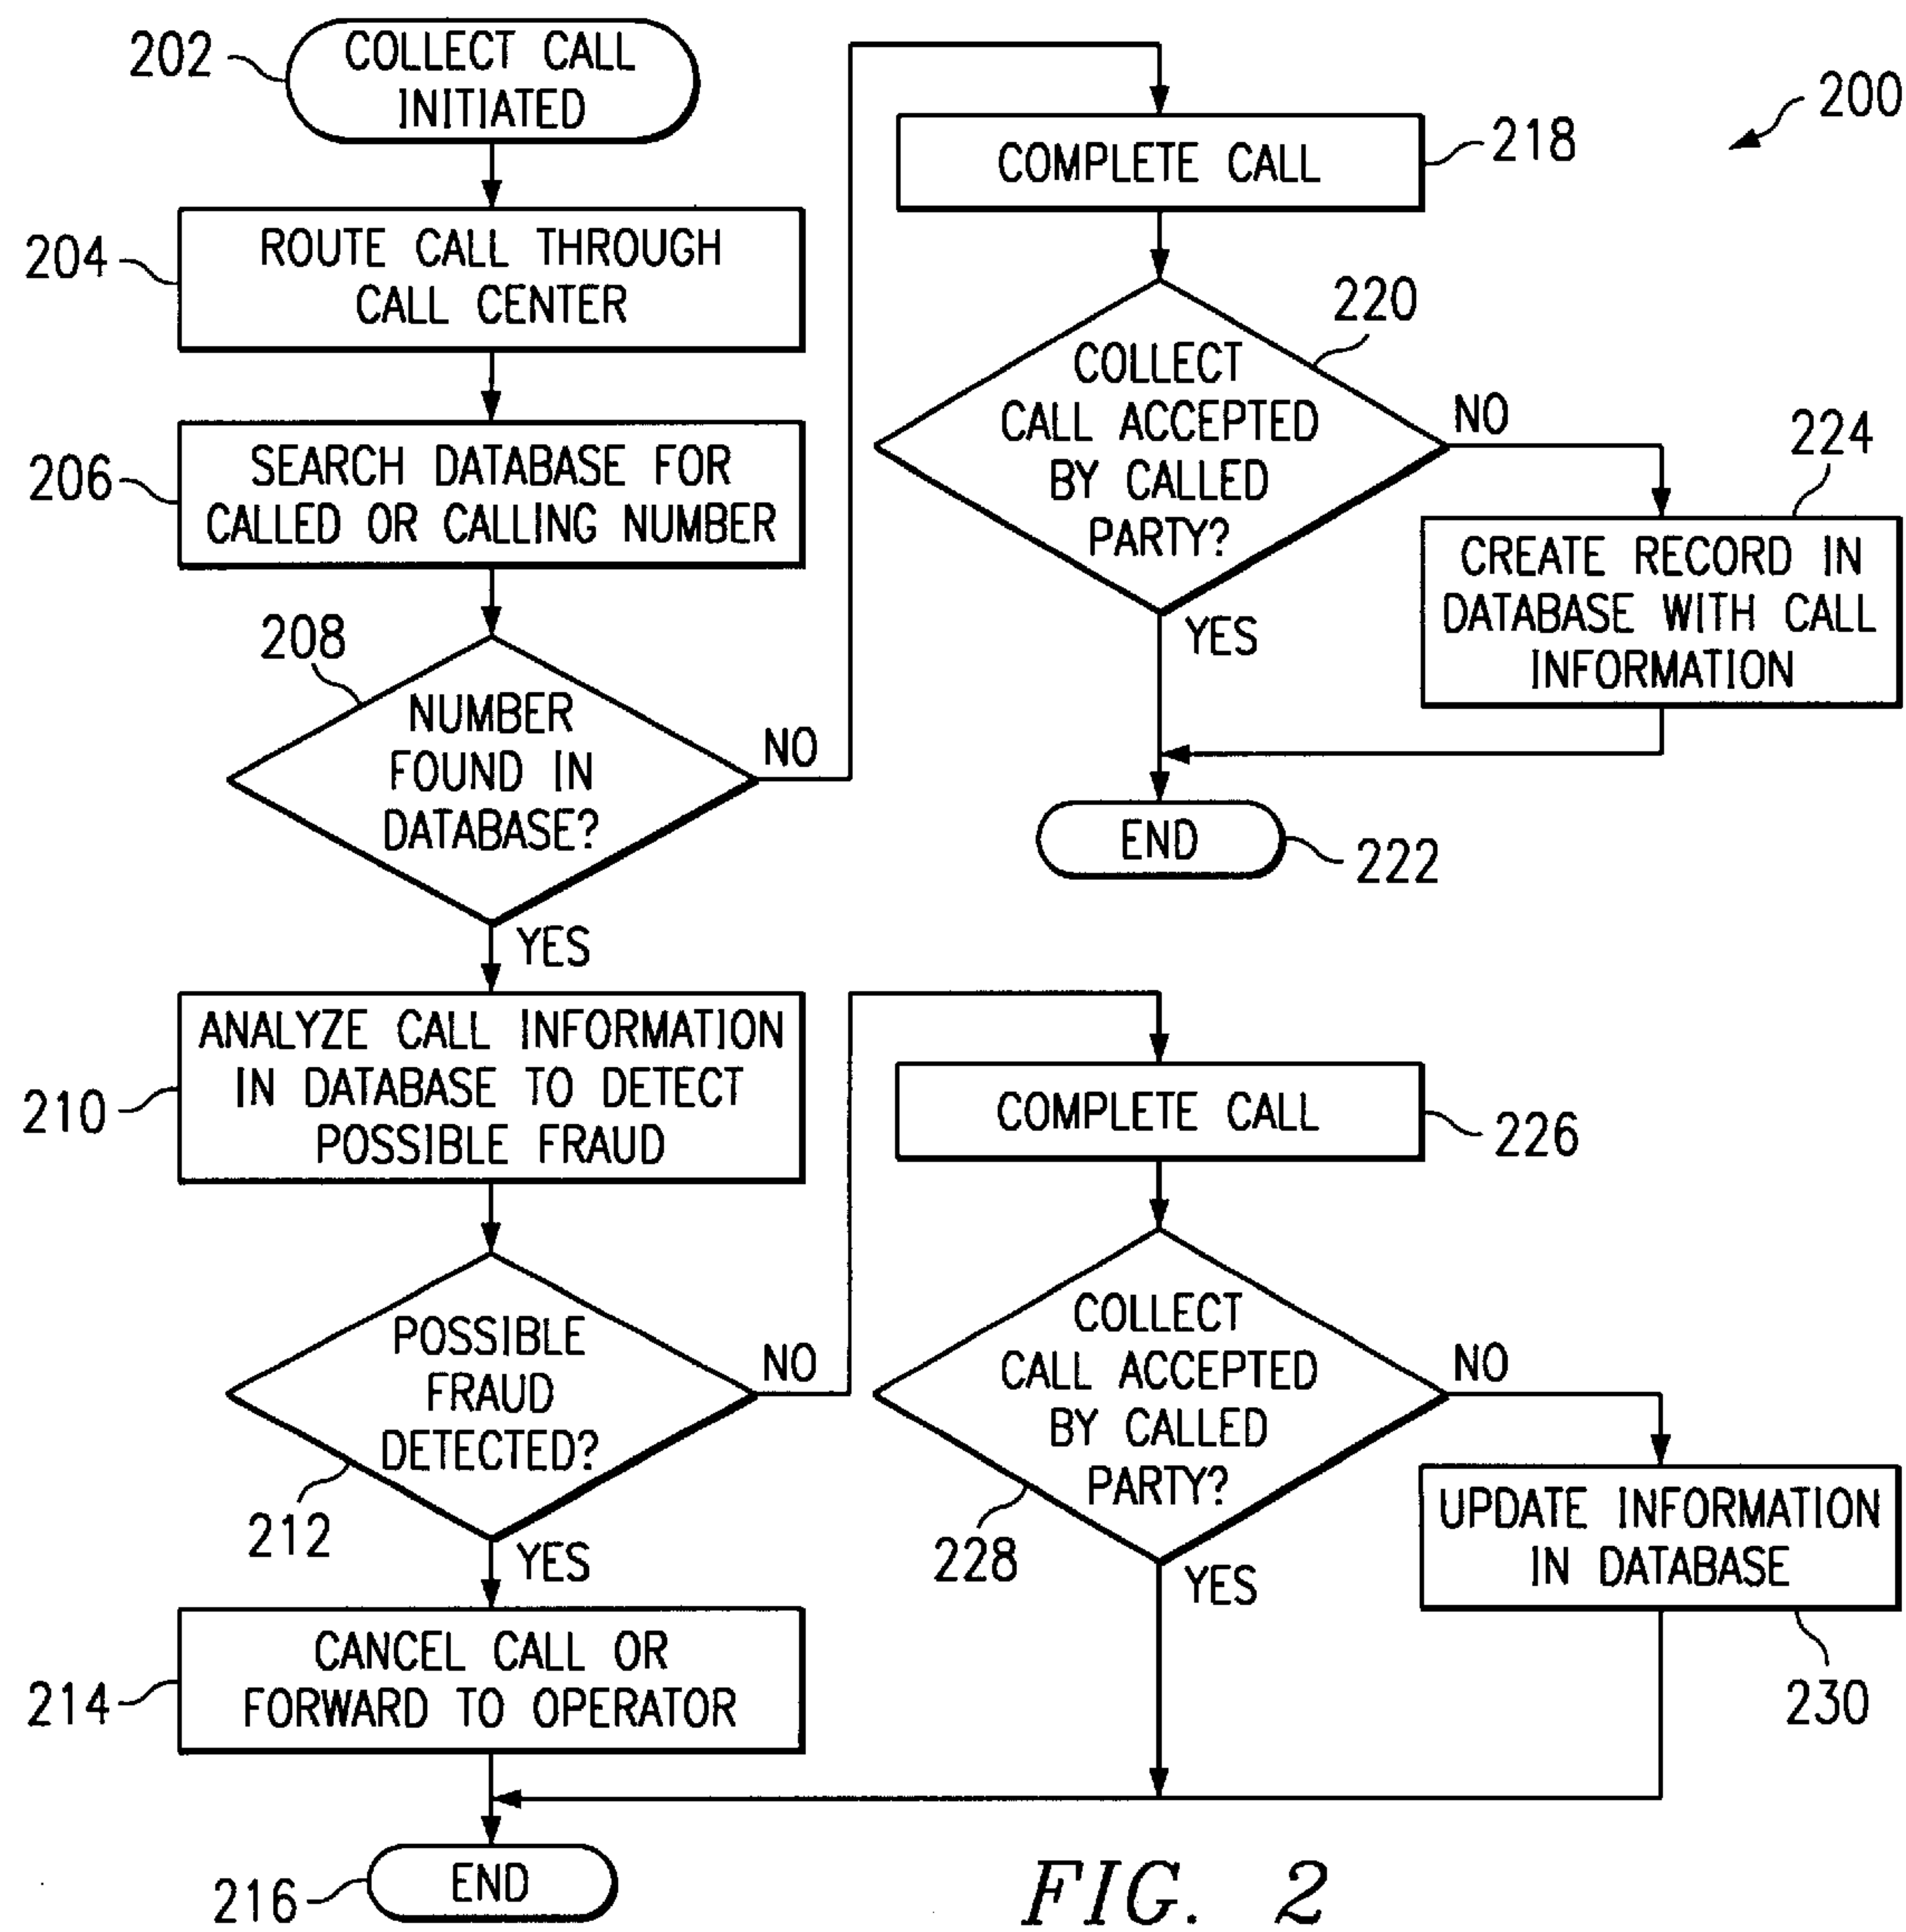 202
COLLECT CALL
INITIATED
204
ROUTE CALL THROUGH
CALL CENTER
206
SEARCH DATABASE FOR
CALLED OR CALLING NUMBER
208
NUMBER
FOUND IN
DATABASE?
NO
YES
210
ANALYZE CALL INFORMATION
IN DATABASE TO DETECT
POSSIBLE FRAUD
POSSIBLE
FRAUD
DETECTED?
NO
212
YES
214
CANCEL CALL OR
FORWARD TO OPERATOR
216
END
200
COMPLETE CALL
218
220
COLLECT
CALL ACCEPTED
BY CALLED
PARTY?
NO
YES
224
CREATE RECORD IN
DATABASE WITH CALL
INFORMATION
END
222
COMPLETE CALL
226
COLLECT
CALL ACCEPTED
BY CALLED
PARTY?
NO
228
YES
UPDATE INFORMATION
IN DATABASE
230
FIG. 2